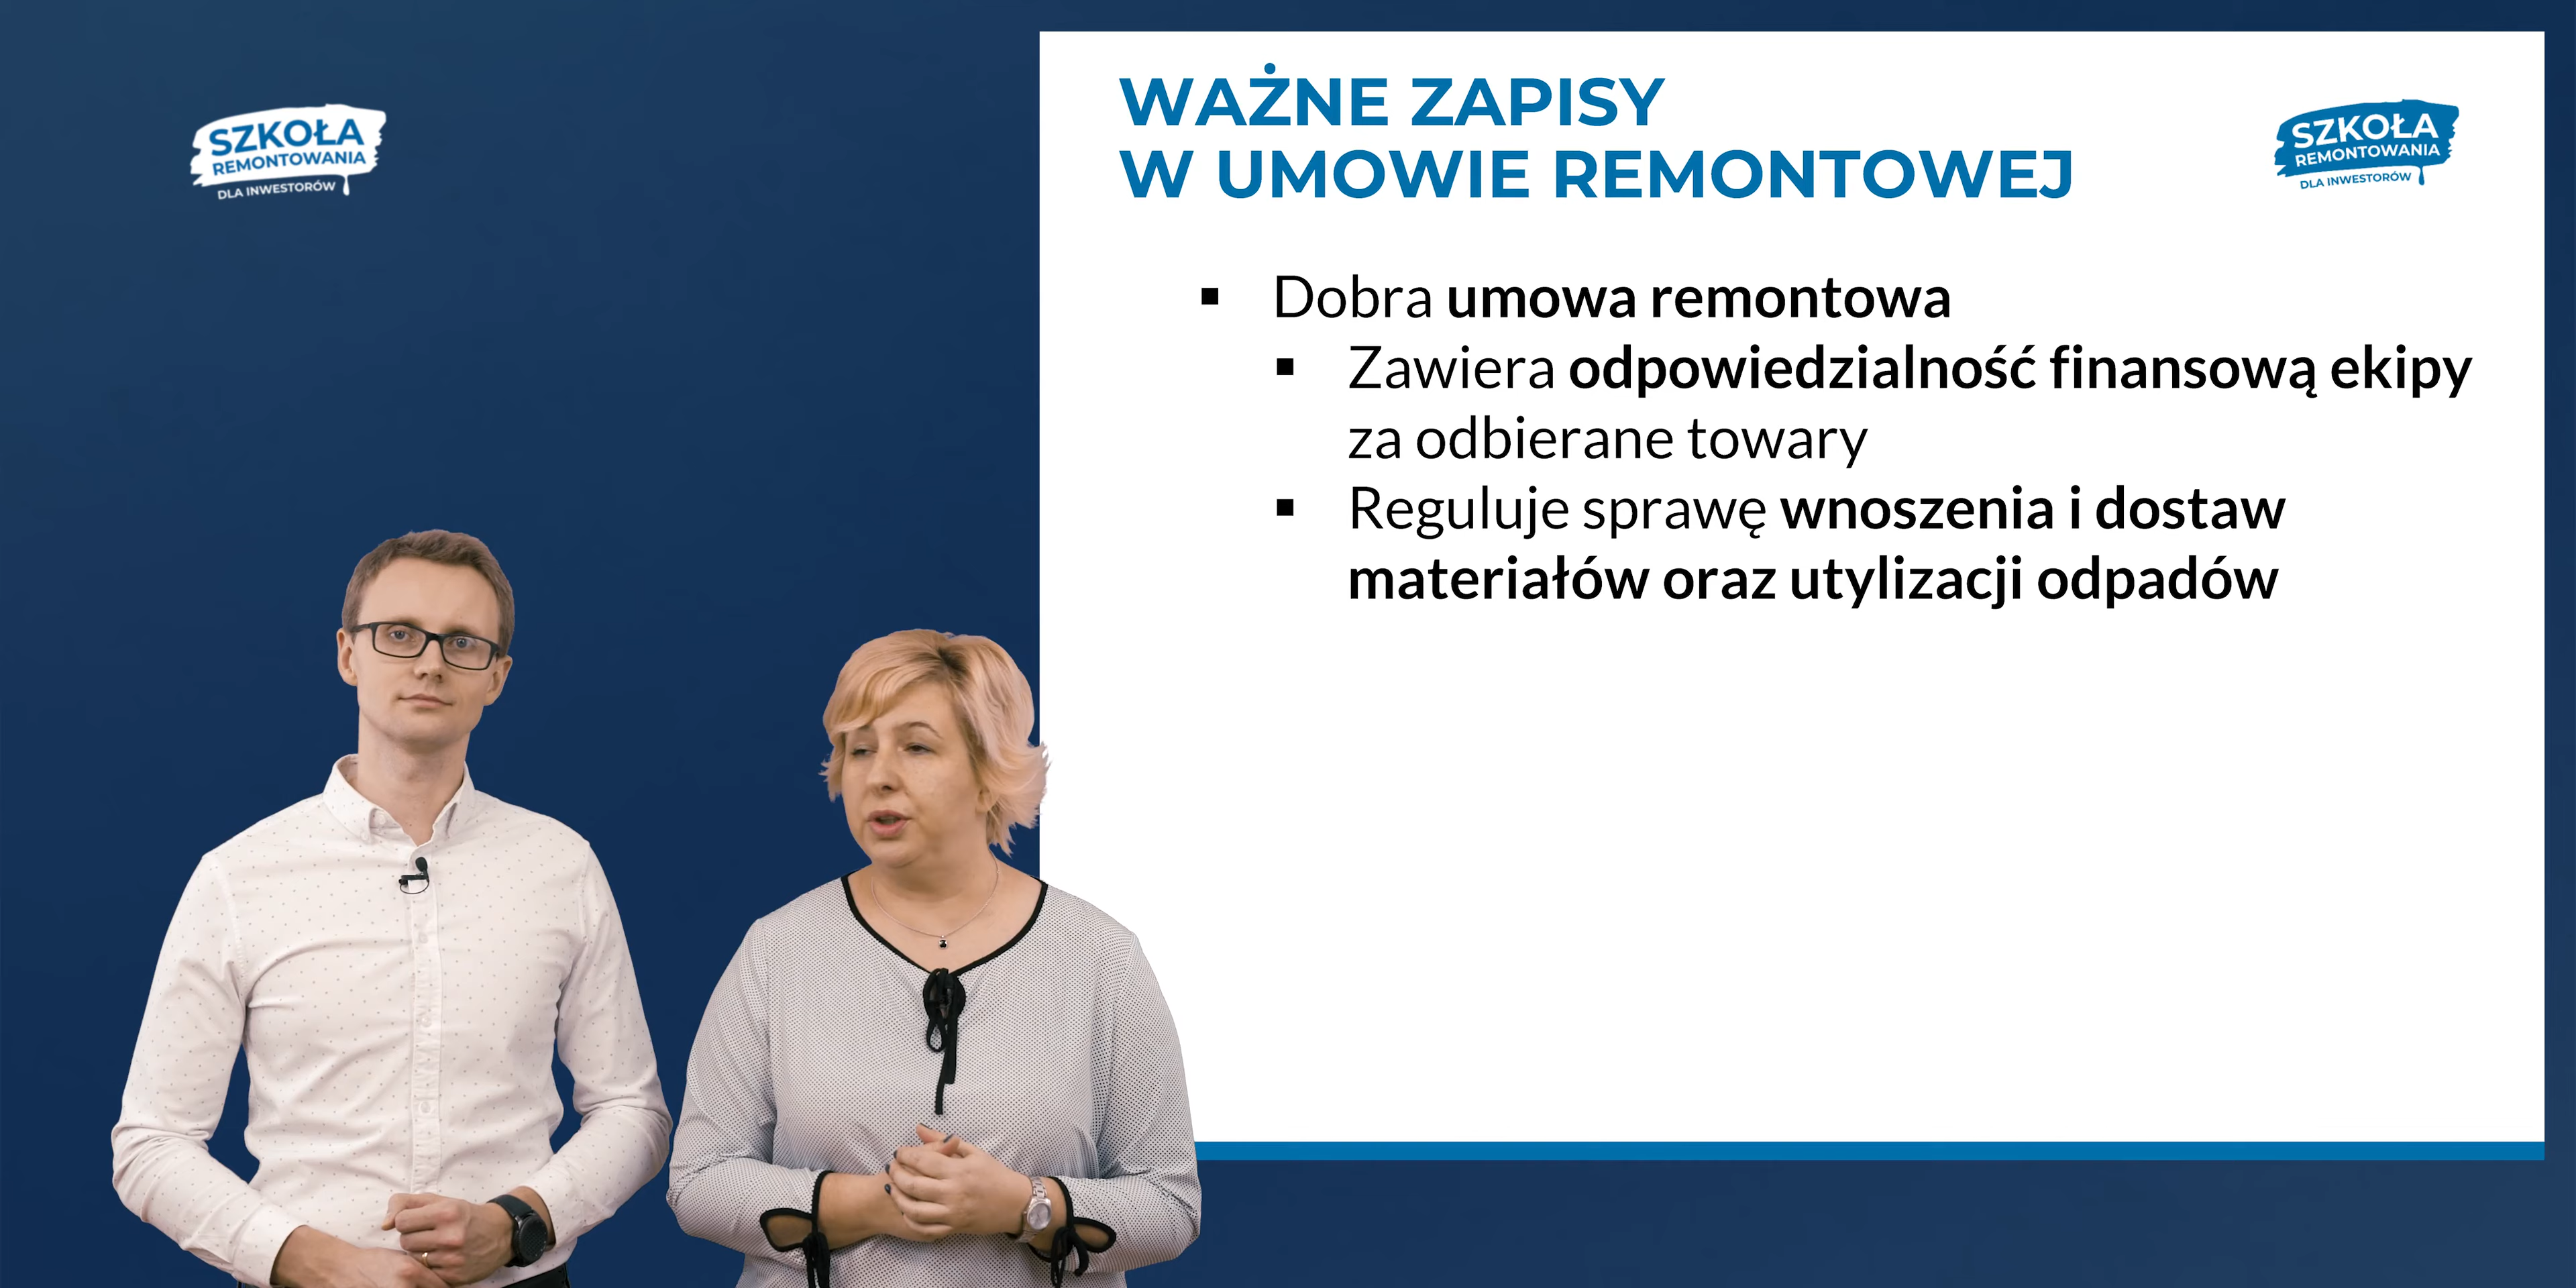 SZKOŁA
REMONTOWANIA
DLA INWESTORÓW
WAŻNE ZAPISY
W UMOWIE REMONTOWEJ
SZKOŁA
REMONTOWANIA
DLA INWESTORÓW
▪ Dobra umowa remontowa
▪ Zawiera odpowiedzialność finansową ekipy
za odbierane towary
▪ Reguluje sprawę wnoszenia i dostaw
materiałów oraz utylizacji odpadów